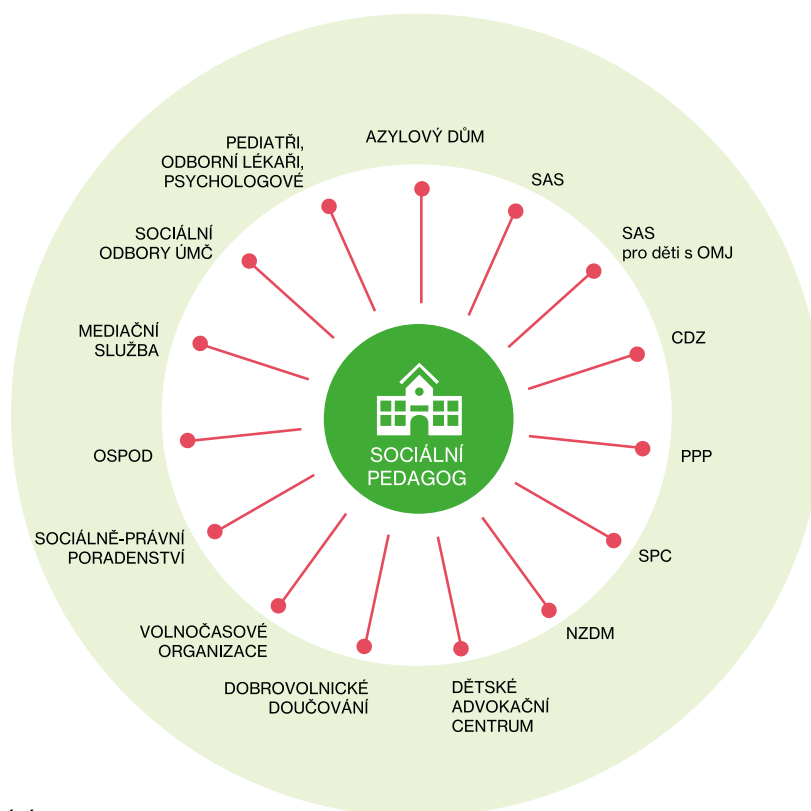 AZYLOVÝ DŮM
SAS
SAS
pro děti s OMJ
CDZ
PPP
SPC
NZDM
DĚTSKÉ
ADVOKAČNÍ
CENTRUM
DOBROVOLNICKÉ
DOUČOVÁNÍ
VOLNOČASOVÉ
ORGANIZACE
SOCIÁLNĚ-PRÁVNÍ
PORADENSTVÍ
OSPOD
MEDIAČNÍ
SLUŽBA
SOCIÁLNÍ
ODBORY ÚMČ
PEDIATŘI,
ODBORNÍ LÉKAŘI,
PSYCHOLOGOVÉ
SOCIÁLNÍ
PEDAGOG